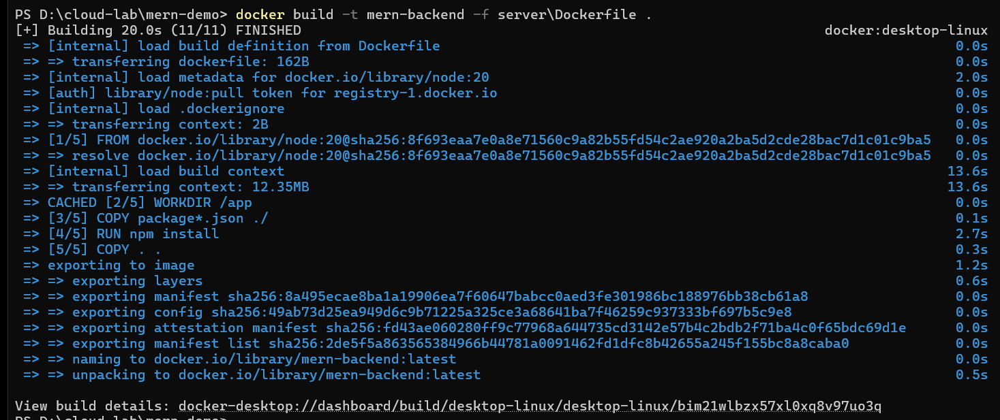 PS D:\cloud-lab\mern-demo> docker build -t mern-backend -f server\Dockerfile .
[+] Building 20.0s (11/11) FINISHED docker:desktop-linux
=> [internal] load build definition from Dockerfile 0.0s
=> => transferring dockerfile: 162B 0.0s
=> [internal] load metadata for docker.io/library/node:20 2.0s
=> [auth] library/node:pull token for registry-1.docker.io 0.0s
=> [internal] load .dockerignore 0.0s
=> => transferring context: 2B 0.0s
=> [1/5] FROM docker.io/library/node:20@sha256:8f693eaa7e0a8e71560c9a82b55fd54c2ae920a2ba5d2cde28bac7d1c01c9ba5 0.0s
=> => resolve docker.io/library/node:20@sha256:8f693eaa7e0a8e71560c9a82b55fd54c2ae920a2ba5d2cde28bac7d1c01c9ba5 0.0s
=> [internal] load build context 13.6s
=> => transferring context: 12.35MB 13.6s
=> CACHED [2/5] WORKDIR /app 0.0s
=> [3/5] COPY package*.json ./ 0.1s
=> [4/5] RUN npm install 2.7s
=> [5/5] COPY . . 0.3s
=> exporting to image 1.2s
=> => exporting layers 0.6s
=> => exporting manifest sha256:8a495ecae8ba1a19906ea7f60647babcc0aed3fe301986bc188976bb38cb61a8 0.0s
=> => exporting config sha256:49ab73d25ea949d6c9b71225a325ce3a68641ba7f46259c937333bf697b5c9e8 0.0s
=> => exporting attestation manifest sha256:fd43ae060280ff9c77968a644735cd3142e57b4c2bdb2f71ba4c0f65bdc69d1e 0.0s
=> => exporting manifest list sha256:2de5f5a863565384966b44781a0091462fd1dfc8b42655a245f155bc8a8caba0 0.0s
=> => naming to docker.io/library/mern-backend:latest 0.0s
=> => unpacking to docker.io/library/mern-backend:latest 0.5s
View build details: docker-desktop://dashboard/build/desktop-linux/desktop-linux/bim21wlbzx57xl0xq8v97uo3q
PS D:\cloud-lab\mern-demo>